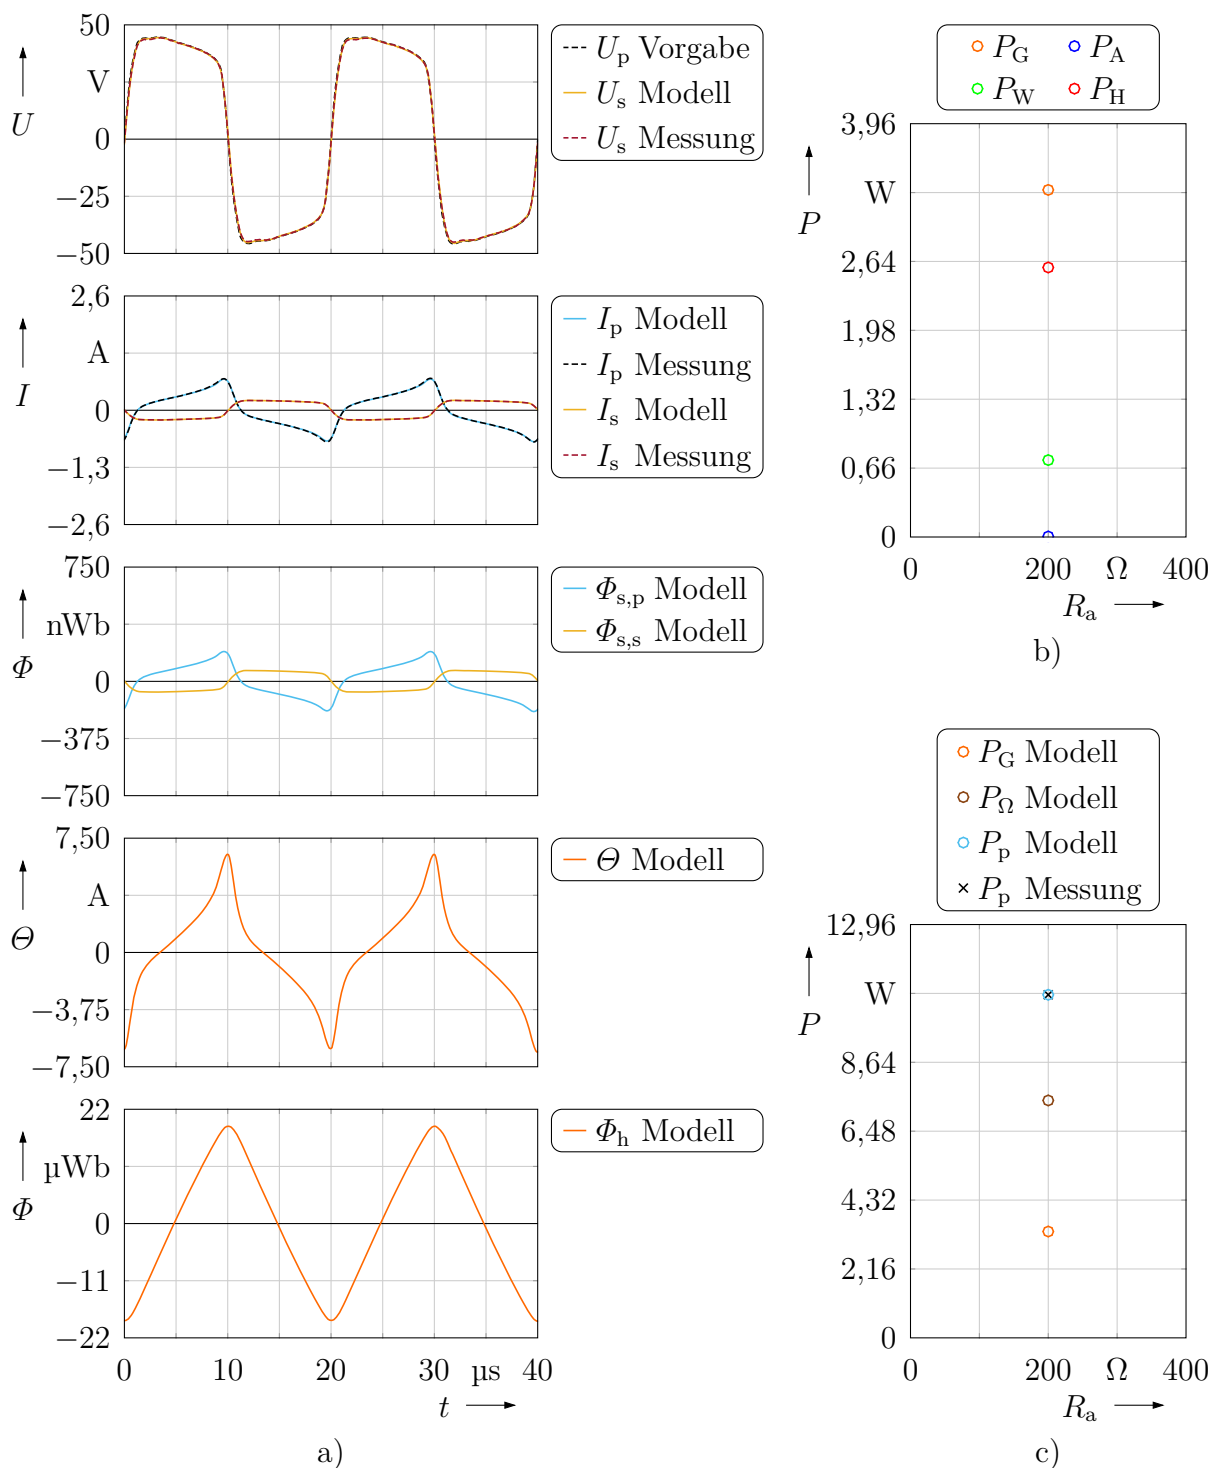 50
V
0
−25
−50
U
U_p Vorgabe
U_s Modell
U_s Messung
2,6
A
0
−1,3
−2,6
I
I_p Modell
I_p Messung
I_s Modell
I_s Messung
750
nWb
0
−375
−750
Φ
Φ_s,p Modell
Φ_s,s Modell
7,50
A
0
−3,75
−7,50
Θ
Θ Modell
22
µWb
0
−11
−22
Φ
Φ_h Modell
0 10 20 30 µs 40
t
a)
P_G P_A
P_W P_H
3,96
W
2,64
1,98
1,32
0,66
0
P
0 200 Ω 400
R_a
b)
P_G Modell
P_Ω Modell
P_p Modell
P_p Messung
12,96
W
8,64
6,48
4,32
2,16
0
P
0 200 Ω 400
R_a
c)